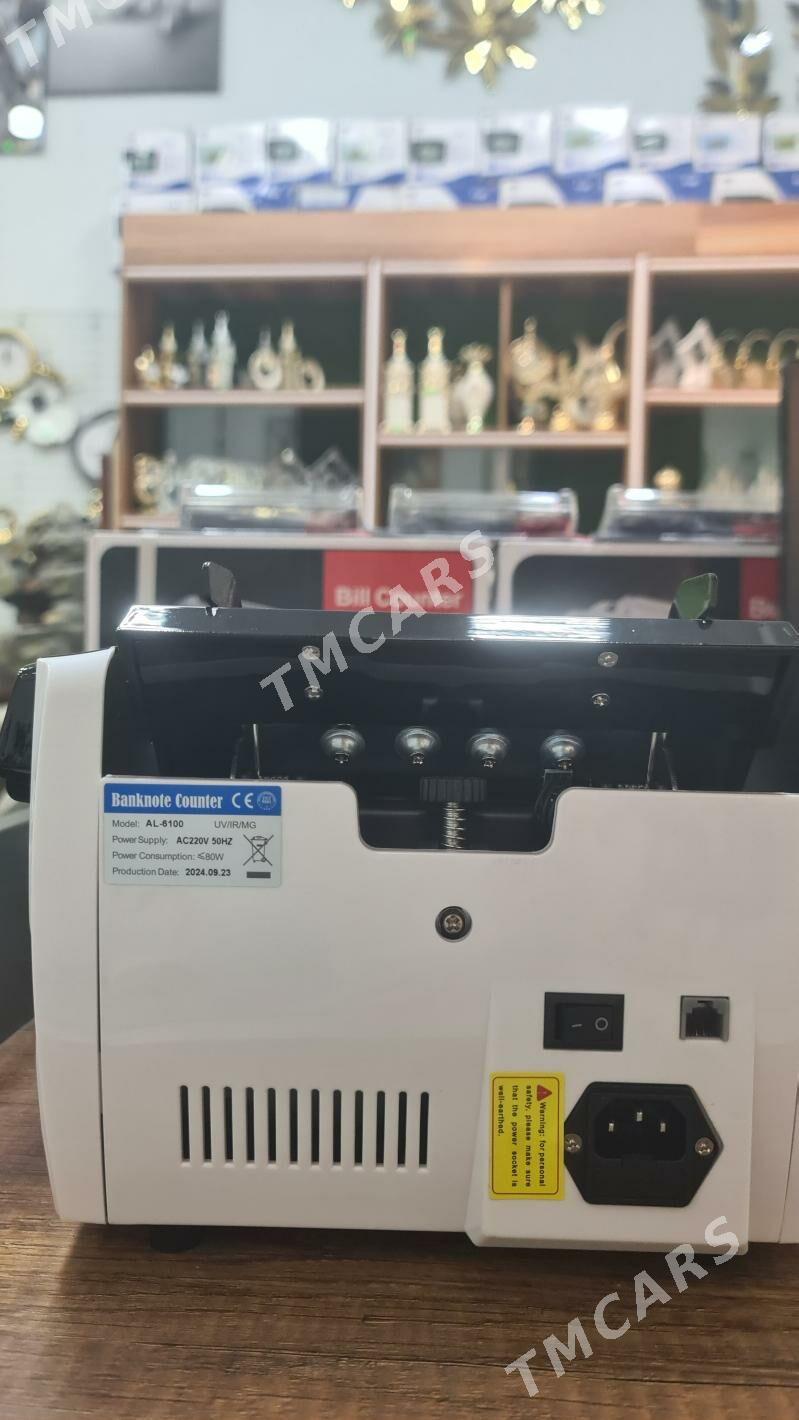 TMCARS
Bill Counter
TMCARS
Banknote Counter CE
Model: AL-6100 UV/IR/MG
Power Supply: AC220V 50HZ
Power Consumption: ≤80W
Production Date: 2024.09.23
Warning: for personal
safety, please make sure
that the power socket is
well-earthed.
TMCARS